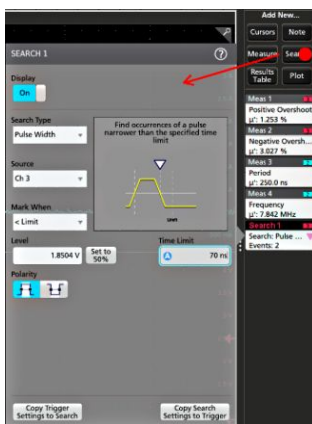 Add New...
Cursors
Note
Measure
Results
Table
Plot
SEARCH 1
Display
On
Search Type
Pulse Width
Find occurrences of a pulse
narrower than the specified time
limit
Source
Ch 3
Mark When
< Limit
Level
1.8504 V
Set to
50%
Time Limit
70 ns
Polarity
Copy Trigger
Settings to Search
Copy Search
Settings to Trigger
Meas 1
Positive Overshoot
µ': 1.253 %
Meas 2
Negative Oversh...
µ': 3.027 %
Meas 3
Period
µ': 250.0 ns
Meas 4
Frequency
µ': 7.842 MHz
Search 1
Search: Pulse ...
Events: 2